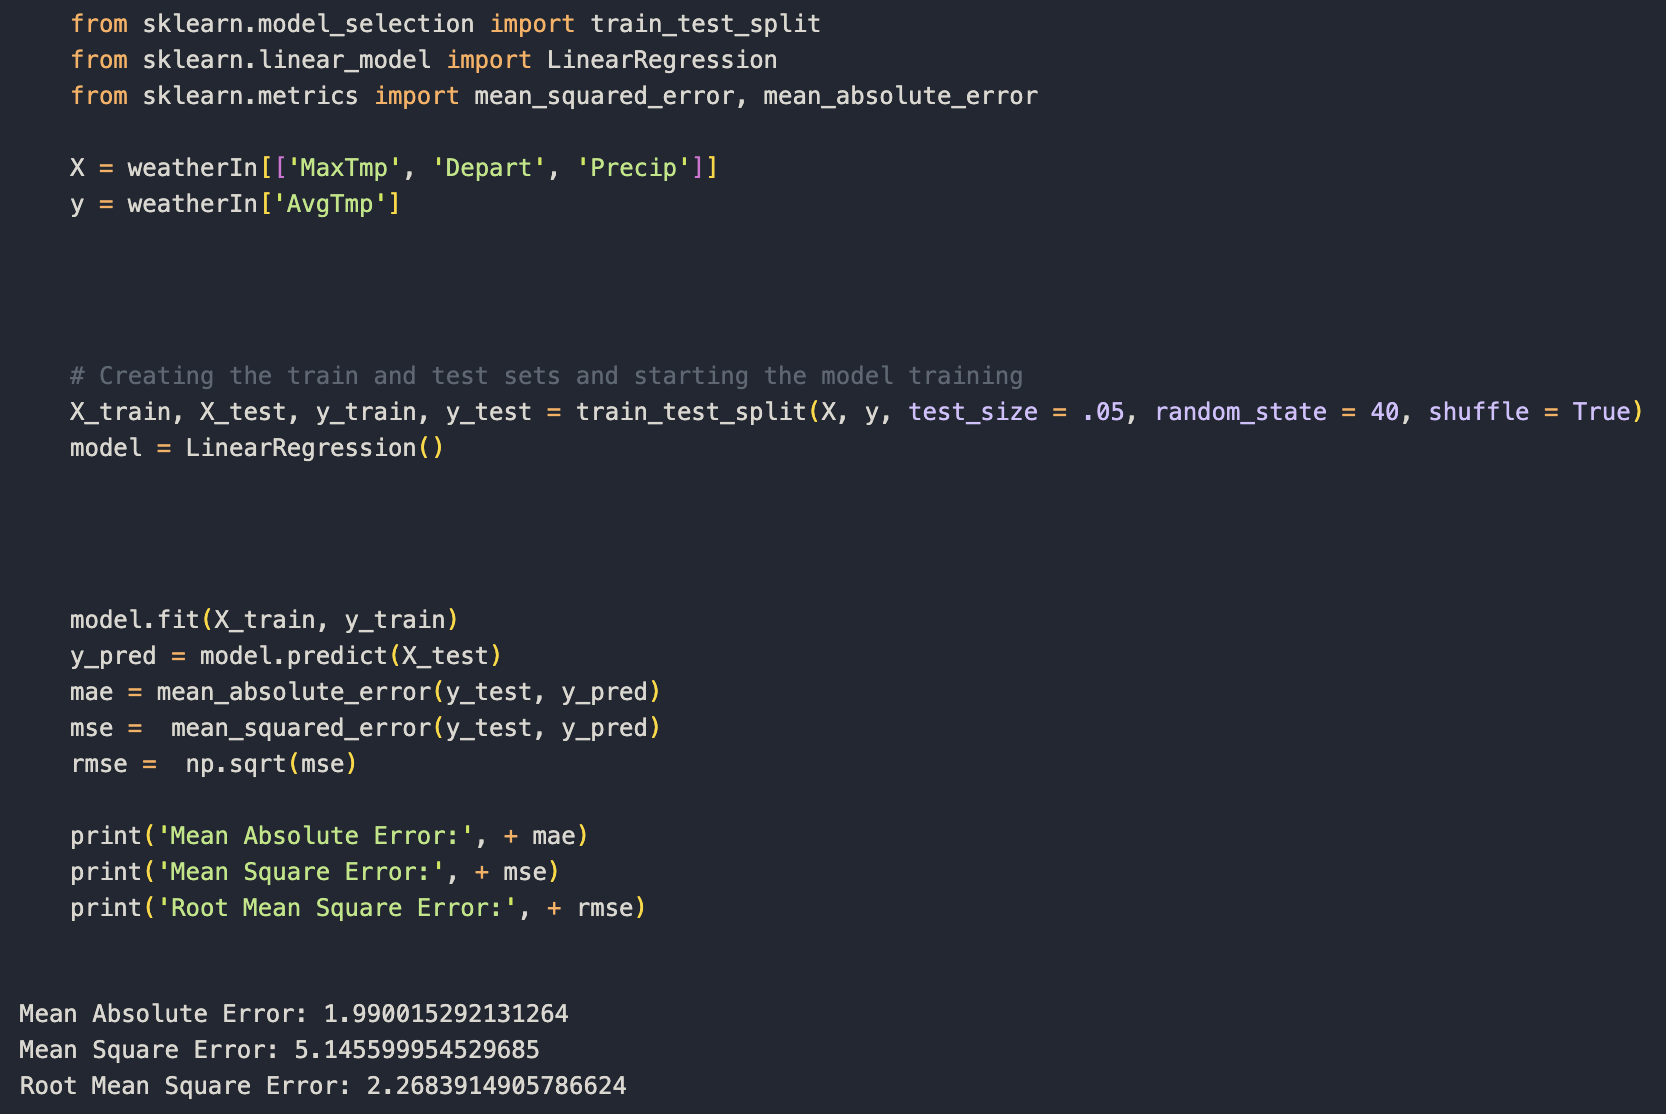 from sklearn.model_selection import train_test_split
from sklearn.linear_model import LinearRegression
from sklearn.metrics import mean_squared_error, mean_absolute_error
X = weatherIn[['MaxTmp', 'Depart', 'Precip']]
y = weatherIn['AvgTmp']
# Creating the train and test sets and starting the model training
X_train, X_test, y_train, y_test = train_test_split(X, y, test_size = .05, random_state = 40, shuffle = True)
model = LinearRegression()
model.fit(X_train, y_train)
y_pred = model.predict(X_test)
mae = mean_absolute_error(y_test, y_pred)
mse =  mean_squared_error(y_test, y_pred)
rmse =  np.sqrt(mse)
print('Mean Absolute Error:', + mae)
print('Mean Square Error:', + mse)
print('Root Mean Square Error:', + rmse)
Mean Absolute Error: 1.990015292131264
Mean Square Error: 5.145599954529685
Root Mean Square Error: 2.2683914905786624